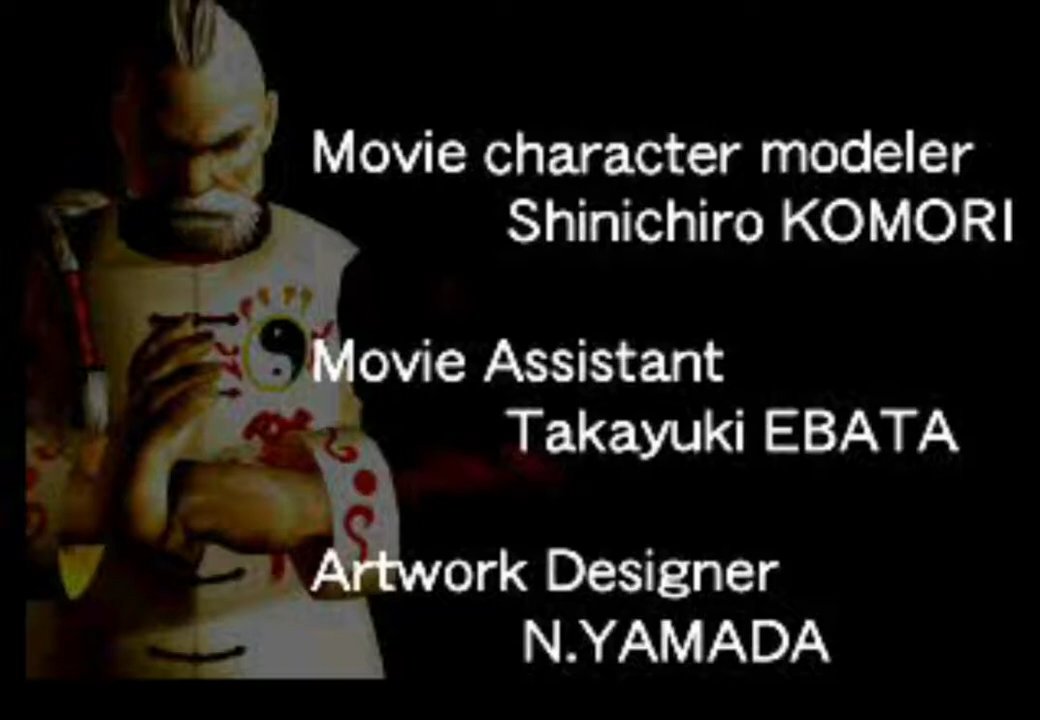 Movie character modeler
Shinichiro KOMORI
Movie Assistant
Takayuki EBATA
Artwork Designer
N.YAMADA